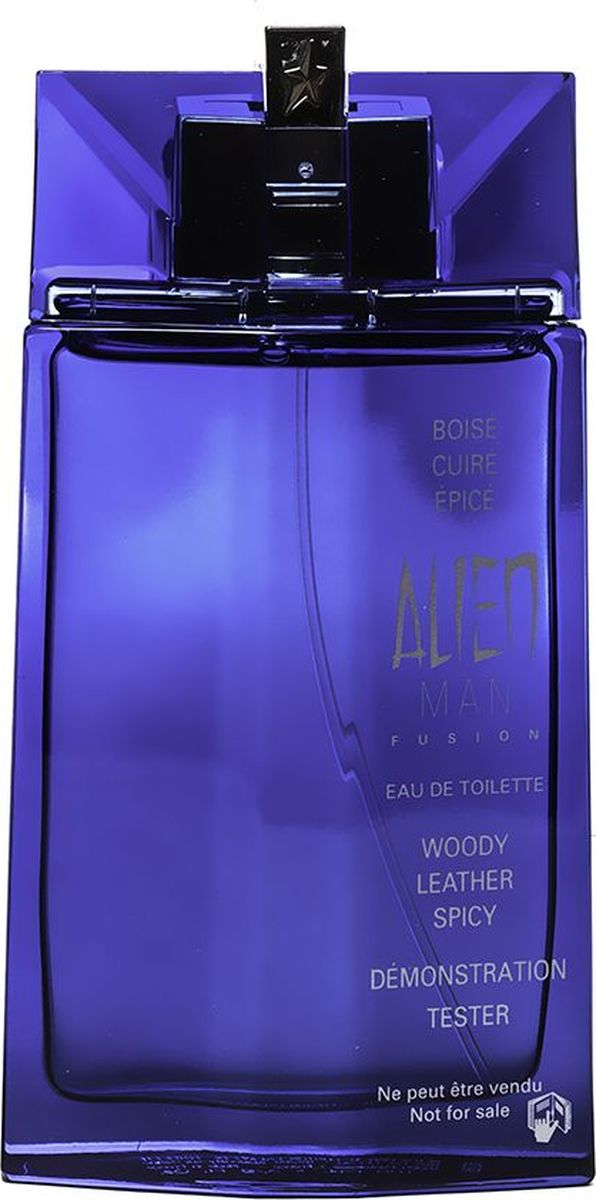 BOISÉ
CUIRÉ
ÉPICÉ
ALIEN
MAN
FUSION
EAU DE TOILETTE
WOODY
LEATHER
SPICY
DÉMONSTRATION
TESTER
Ne peut être vendu
Not for sale